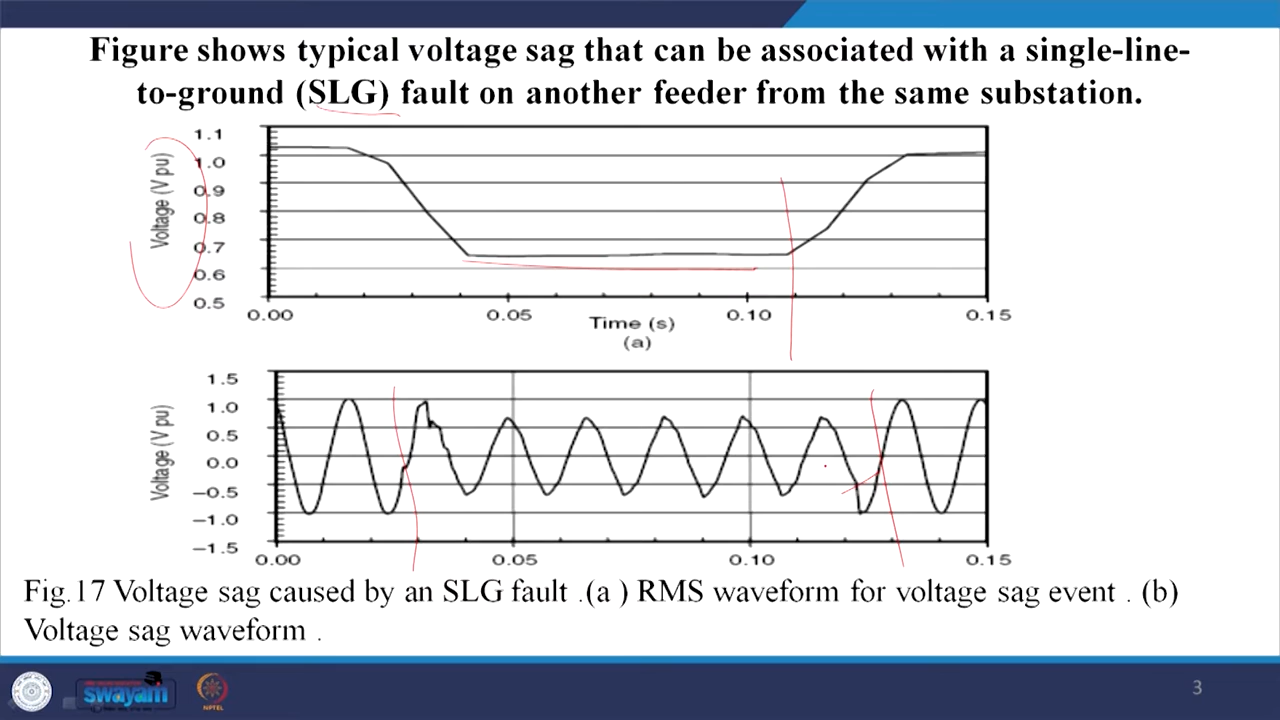 Figure shows typical voltage sag that can be associated with a single-line-
to-ground (SLG) fault on another feeder from the same substation.
Voltage (V pu)
1.1
1.0
0.9
0.8
0.7
0.6
0.5
0.00 0.05 0.10 0.15
Time (s)
(a)
Voltage (V pu)
1.5
1.0
0.5
0.0
−0.5
−1.0
−1.5
0.00 0.05 0.10 0.15
Fig.17 Voltage sag caused by an SLG fault .(a ) RMS waveform for voltage sag event . (b)
Voltage sag waveform .
swayam
NPTEL
3